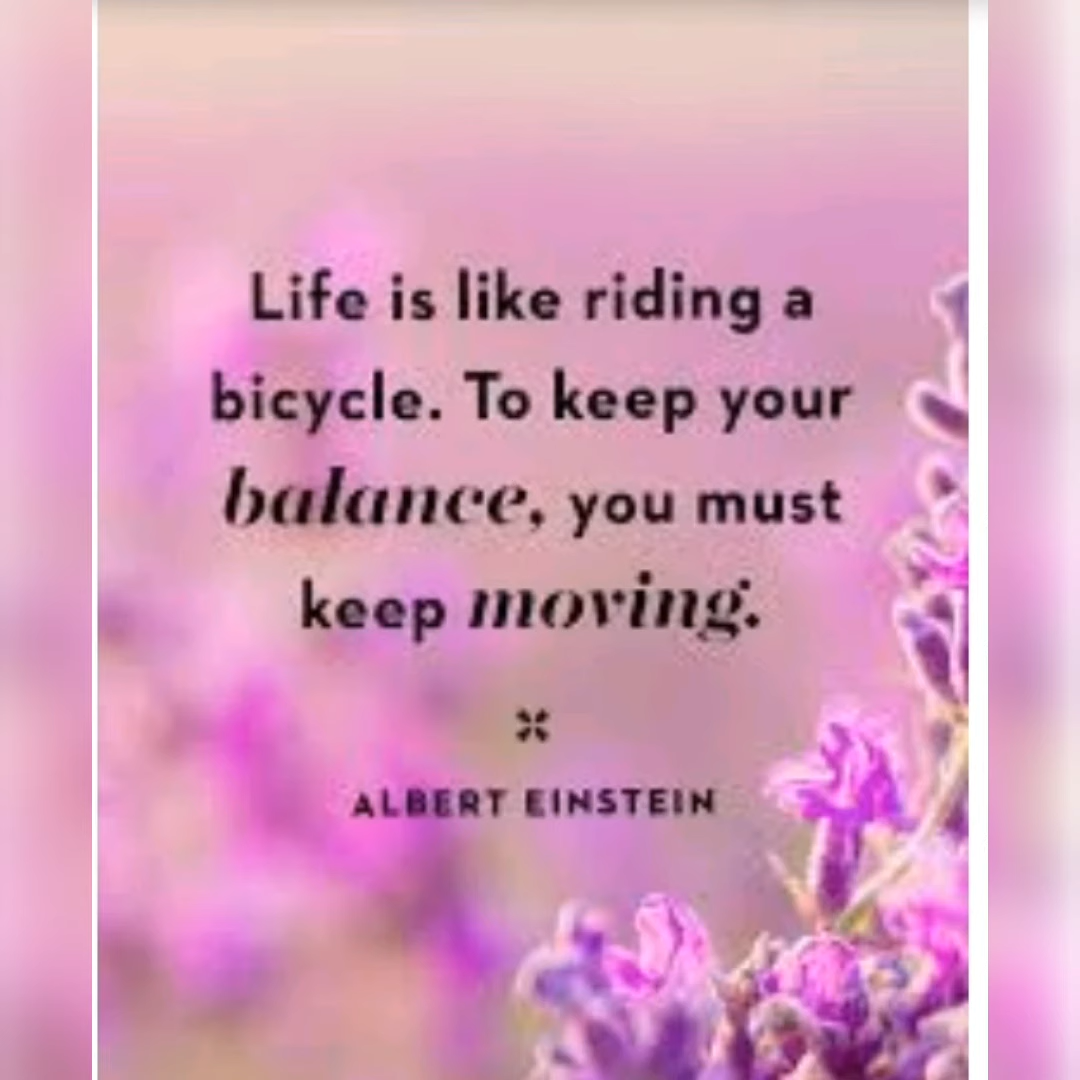 Life is like riding a
bicycle. To keep your
balance, you must
keep moving.
ALBERT EINSTEIN